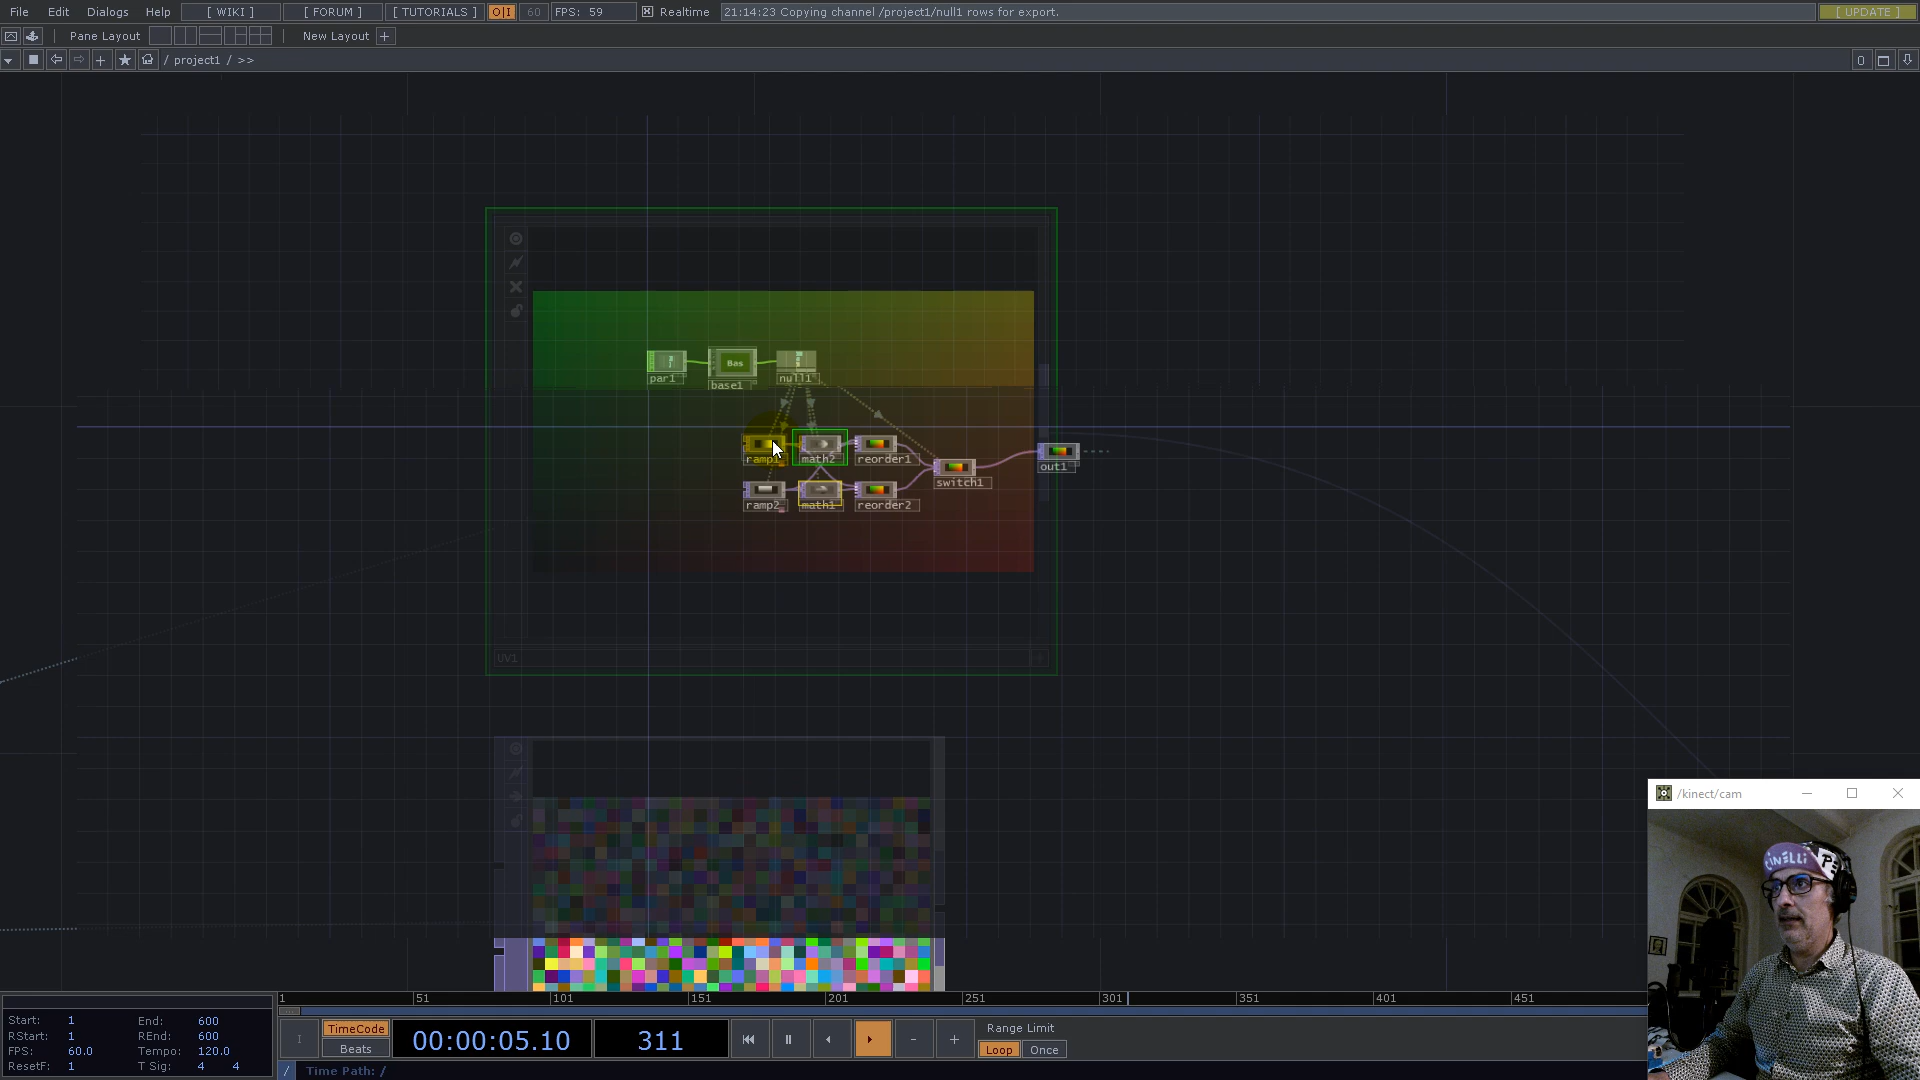 File Edit Dialogs Help [ WIKI ] [ FORUM ] [ TUTORIALS ] O|I 60 FPS: 59 Realtime 21:14:23 Copying channel /project1/null1 rows for export. [ UPDATE ]
Pane Layout New Layout +
/ project1 / >> 0
Bas
par1 base1 null1
ramp1 math2 reorder1
out1
switch1
ramp2 math1 reorder2
UV1
/kinect/cam
CINELLI
1 51 101 151 201 251 301 351 401 451
Start: 1 End: 600
RStart: 1 REnd: 600
FPS: 60.0 Tempo: 120.0
ResetF: 1 T Sig: 4 4
TimeCode
Beats
00:00:05.10 311
Range Limit
Loop Once
/ Time Path: /